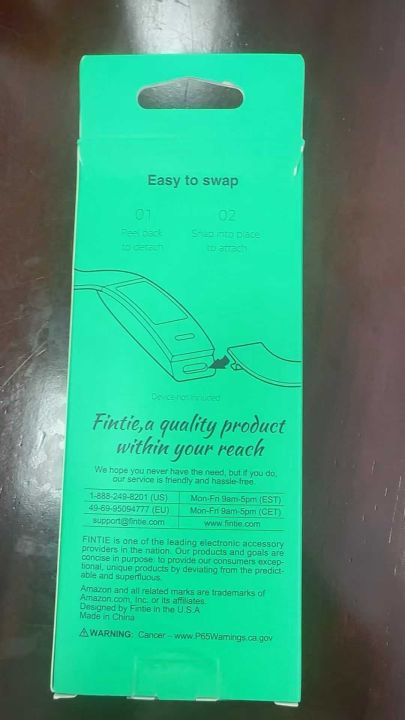 Easy to swap
01 02
Peel back Snap into place
to detach to attach
Device not included
Fintie, a quality product
within your reach
We hope you never have the need, but if you do,
our service is friendly and hassle-free.
1-888-249-8201 (US) Mon-Fri 9am-5pm (EST)
49-69-95094777 (EU) Mon-Fri 9am-5pm (CET)
support@fintie.com www.fintie.com
FINTIE is one of the leading electronic accessory
providers in the nation. Our products and goals are
concise in purpose: to provide our consumers excep-
tional, unique products by deviating from the predict-
able and superfluous.
Amazon and all related marks are trademarks of
Amazon.com, Inc. or its affiliates.
Designed by Fintie in the U.S.A
Made in China
⚠WARNING: Cancer – www.P65Warnings.ca.gov